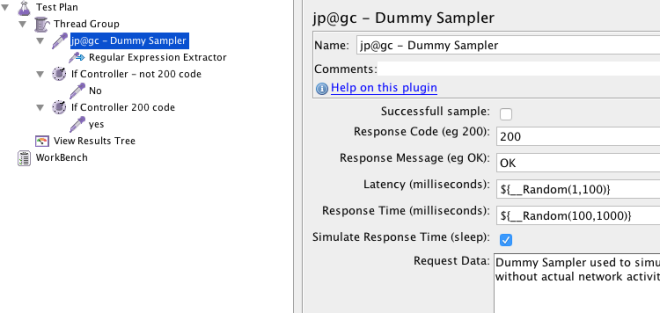 Test Plan
Thread Group
jp@gc - Dummy Sampler
Regular Expression Extractor
If Controller - not 200 code
No
If Controller 200 code
yes
View Results Tree
WorkBench
jp@gc - Dummy Sampler
Name: jp@gc - Dummy Sampler
Comments:
Help on this plugin
Successfull sample:
Response Code (eg 200): 200
Response Message (eg OK): OK
Latency (milliseconds): ${__Random(1,100)}
Response Time (milliseconds): ${__Random(100,1000)}
Simulate Response Time (sleep):
Request Data: Dummy Sampler used to simu
without actual network activit